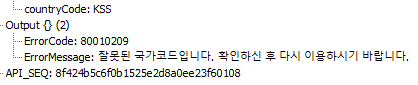 countryCode: KSS
Output {} (2)
ErrorCode: 80010209
ErrorMessage: 잘못된 국가코드입니다. 확인하신 후 다시 이용하시기 바랍니다.
API_SEQ: 8f424b5c6f0b1525e2d8a0ee23f60108